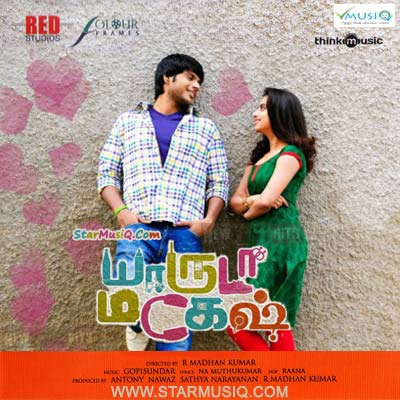 RED
STUDIOS
COLOUR
FRAMES
MUSIQ
think music
StarMusiQ.Com
யாருடா
மகேஷ்
DIRECTED BY R MADHAN KUMAR
MUSIC GOPISUNDAR LYRICS NA MUTHUKUMAR DOP RAANA
PRODUCED BY ANTONY NAWAZ SATHYA NARAYANAN R MADHAN KUMAR
WWW.STARMUSIQ.COM